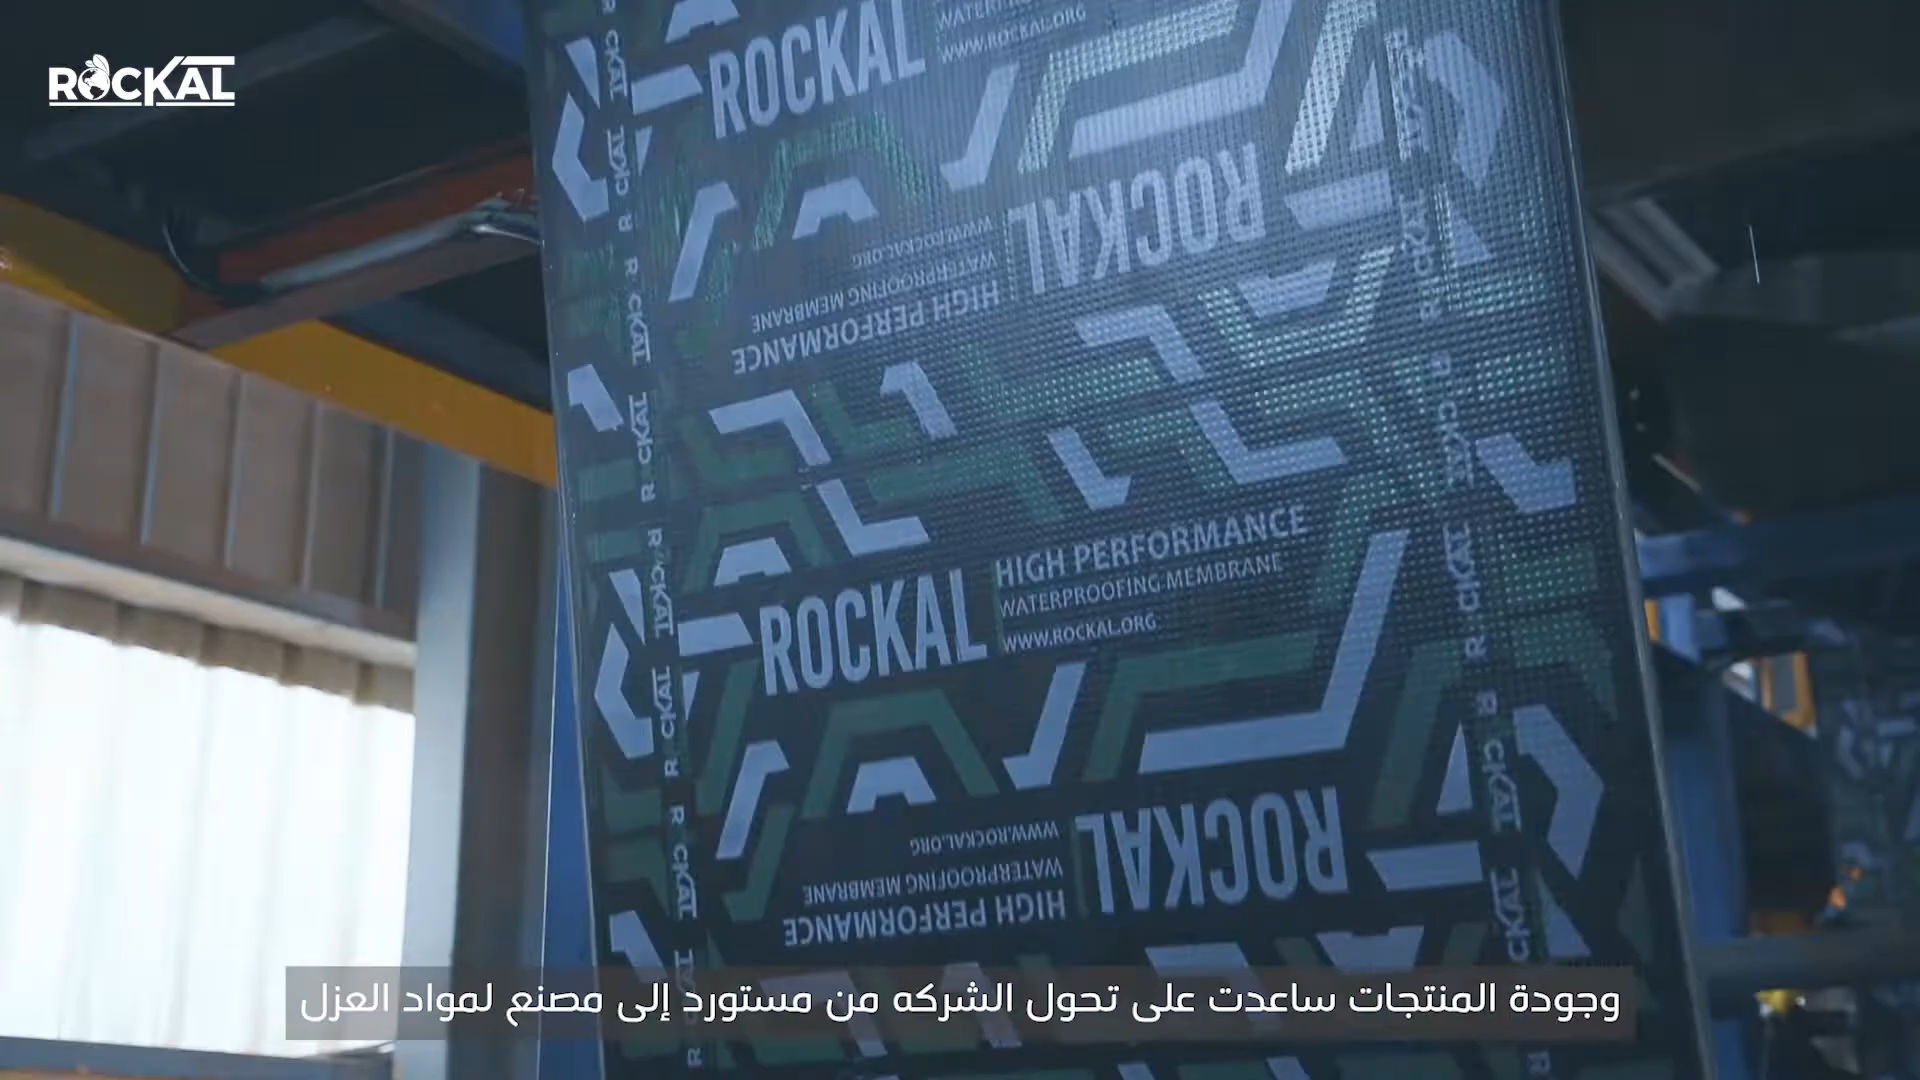 ROCKAL
WWW.ROCKAL.ORG
ROCKAL
WWW.ROCKAL.ORG
WATERPROOFING MEMBRANE
HIGH PERFORMANCE
ROCKAL
HIGH PERFORMANCE
WATERPROOFING MEMBRANE
WWW.ROCKAL.ORG
ROCKAL
ROCKAL
WWW.ROCKAL.ORG
WATERPROOFING MEMBRANE
HIGH PERFORMANCE
وجودة المنتجات ساعدت على تحول الشركه من مستورد إلى مصنع لمواد العزل